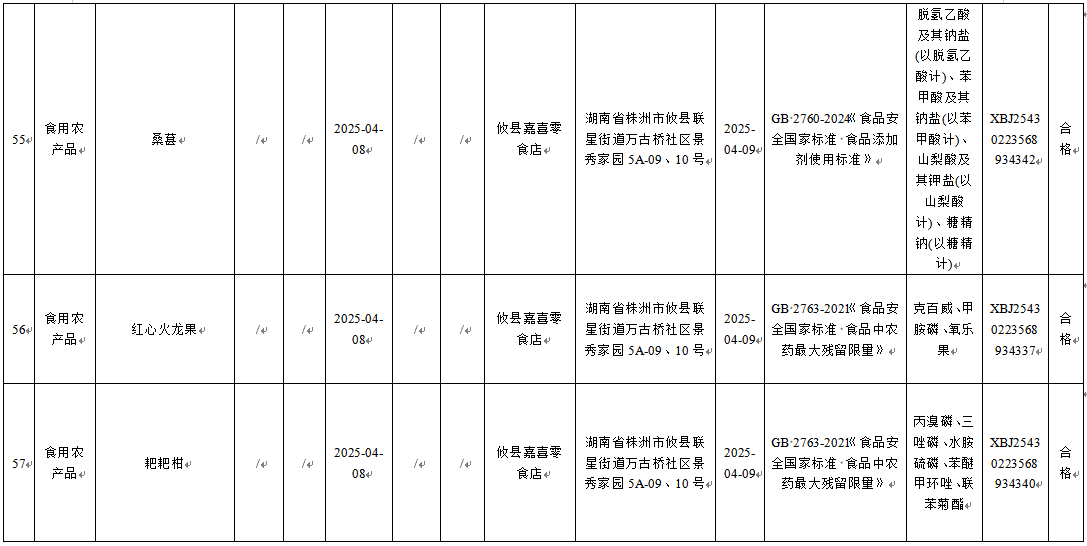 55
食用农
产品
桑葚
/
/
2025-04-
08
/
/
攸县嘉喜零
食店
湖南省株洲市攸县联
星街道万古桥社区景
秀家园 5A-09、10 号
2025-
04-09
GB 2760-2024《食品安
全国家标准 食品添加
剂使用标准》
脱氢乙酸
及其钠盐
(以脱氢乙
酸计)、苯
甲酸及其
钠盐(以苯
甲酸计)、
山梨酸及
其钾盐(以
山梨酸
计)、糖精
钠(以糖精
计)
XBJ2543
0223568
934342
合
格
56
食用农
产品
红心火龙果
/
/
2025-04-
08
/
/
攸县嘉喜零
食店
湖南省株洲市攸县联
星街道万古桥社区景
秀家园 5A-09、10 号
2025-
04-09
GB 2763-2021《食品安
全国家标准 食品中农
药最大残留限量》
克百威、甲
胺磷、氧乐
果
XBJ2543
0223568
934337
合
格
57
食用农
产品
耙耙柑
/
/
2025-04-
08
/
/
攸县嘉喜零
食店
湖南省株洲市攸县联
星街道万古桥社区景
秀家园 5A-09、10 号
2025-
04-09
GB 2763-2021《食品安
全国家标准 食品中农
药最大残留限量》
丙溴磷、三
唑磷、水胺
硫磷、苯醚
甲环唑、联
苯菊酯
XBJ2543
0223568
934340
合
格